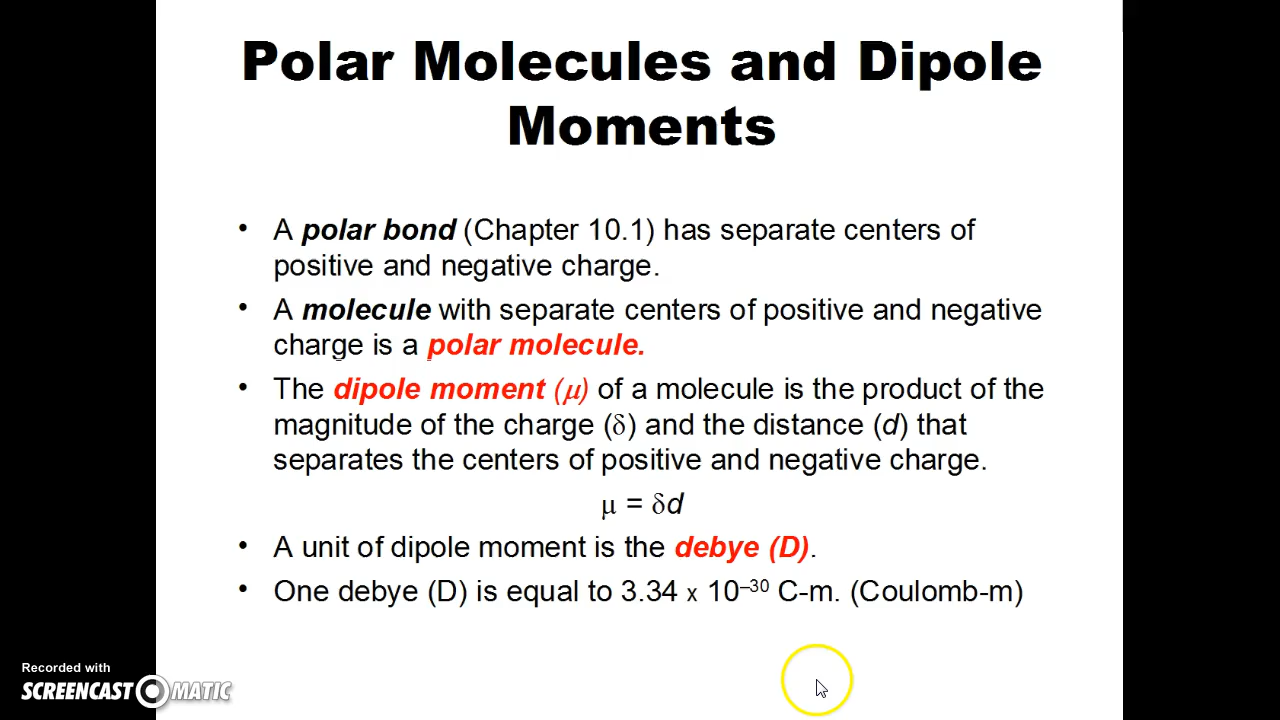 Polar Molecules and Dipole
Moments
• A polar bond (Chapter 10.1) has separate centers of
positive and negative charge.
• A molecule with separate centers of positive and negative
charge is a polar molecule.
• The dipole moment (μ) of a molecule is the product of the
magnitude of the charge (δ) and the distance (d) that
separates the centers of positive and negative charge.
μ = δd
• A unit of dipole moment is the debye (D).
• One debye (D) is equal to 3.34 x 10⁻³⁰ C-m. (Coulomb-m)
Recorded with
SCREENCAST MATIC